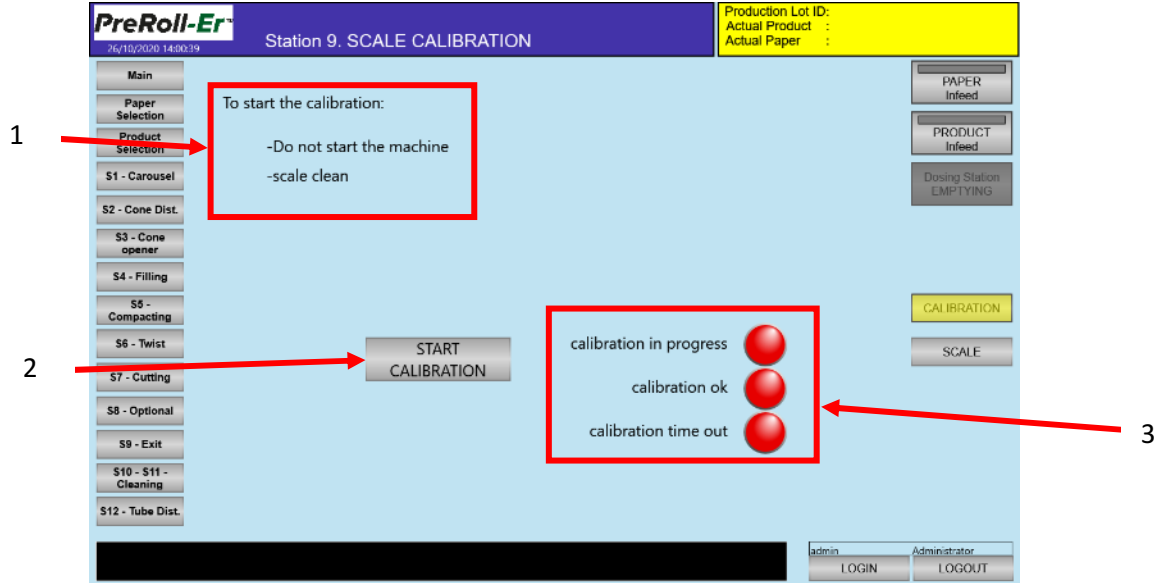 PreRoll-Er™
26/10/2020 14:00:39
Station 9. SCALE CALIBRATION
Production Lot ID:
Actual Product :
Actual Paper :
Main
Paper
Selection
Product
Selection
S1 - Carousel
S2 - Cone Dist.
S3 - Cone
opener
S4 - Filling
S5 -
Compacting
S6 - Twist
S7 - Cutting
S8 - Optional
S9 - Exit
S10 - S11 -
Cleaning
S12 - Tube Dist.
1
To start the calibration:
-Do not start the machine
-scale clean
2
START
CALIBRATION
calibration in progress
calibration ok
calibration time out
3
PAPER
Infeed
PRODUCT
Infeed
Dosing Station
EMPTYING
CALIBRATION
SCALE
admin
Administrator
LOGIN
LOGOUT